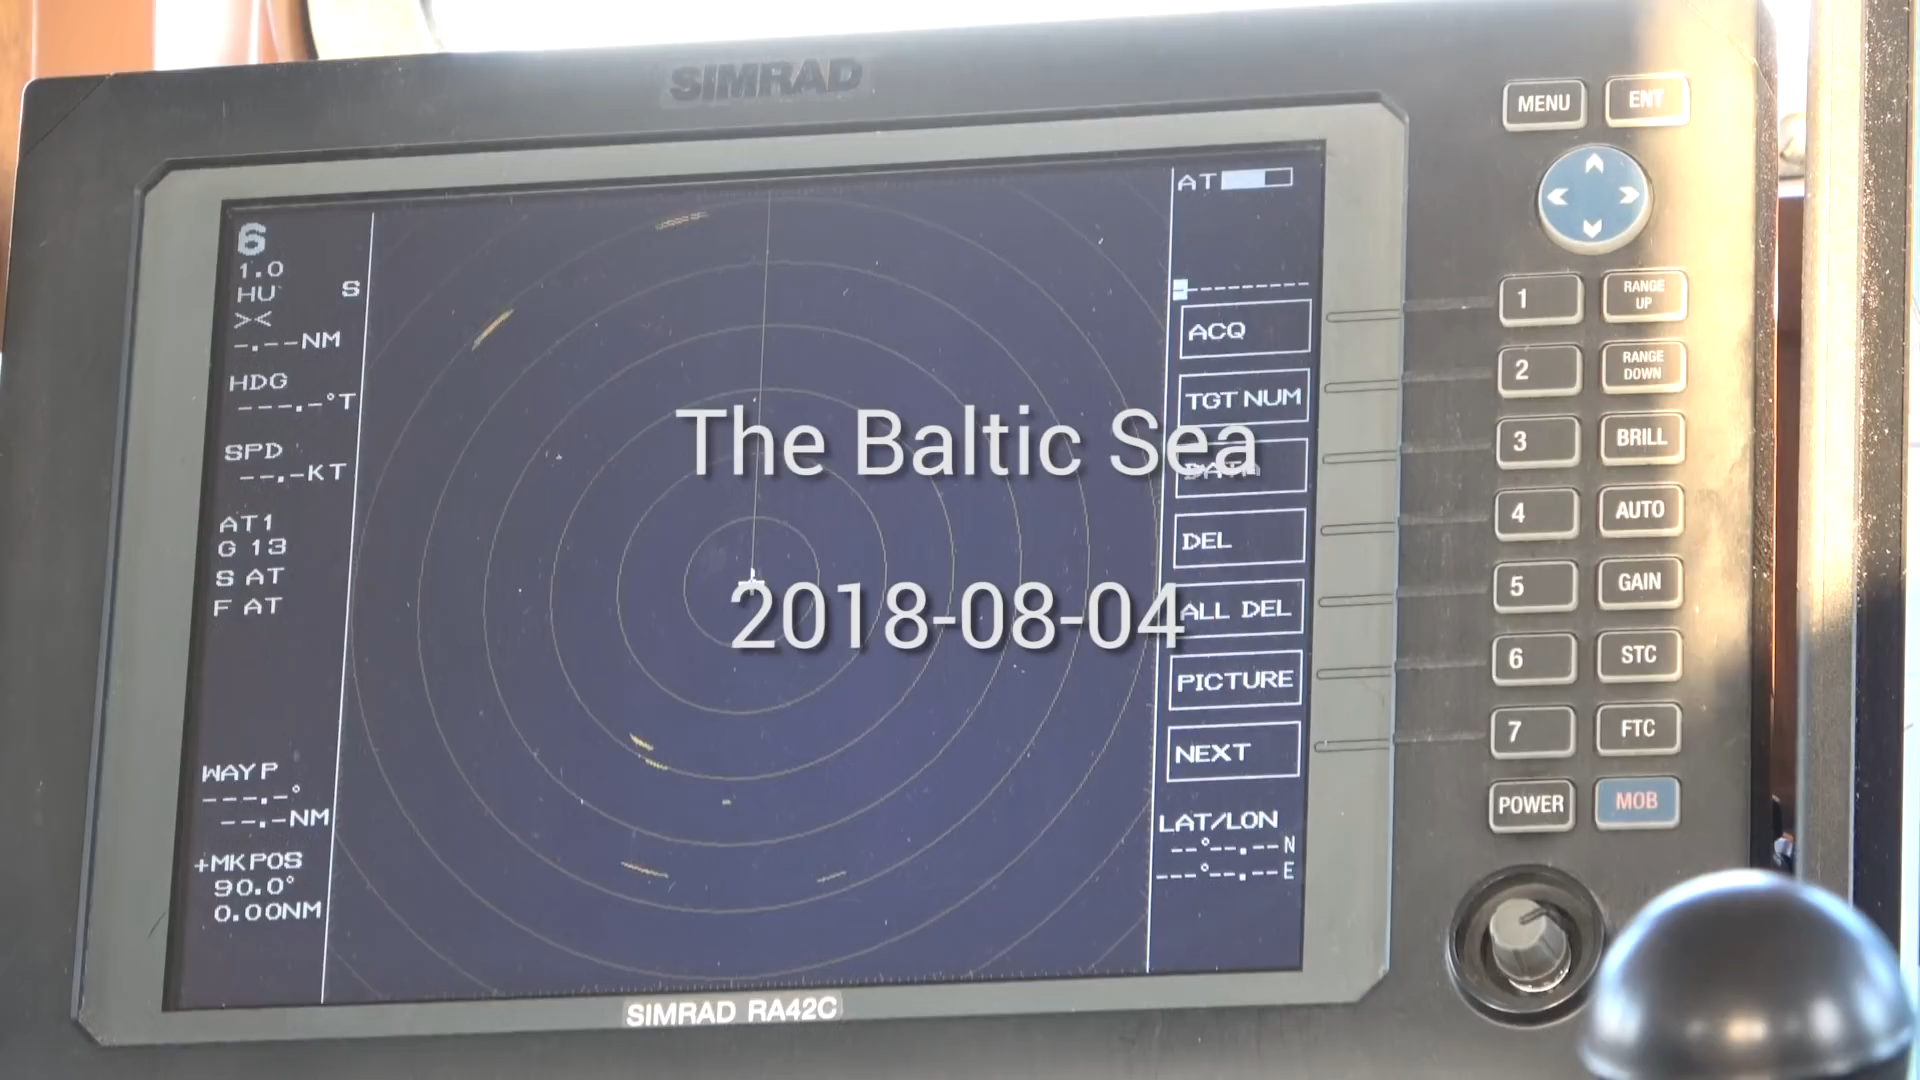 SIMRAD
6
1.0
HU S
-.--NM
HDG
---.-°T
SPD
--.-KT
AT1
G 13
S AT
F AT
WAYP
---.-°
--.-NM
+MKPOS
90.0°
0.00NM
The Baltic Sea
2018-08-04
AT
ACQ
TGT NUM
DATA
DEL
ALL DEL
PICTURE
NEXT
LAT/LON
--°--.--N
---°--.--E
SIMRAD RA42C
MENU ENT
1 RANGE UP
2 RANGE DOWN
3 BRILL
4 AUTO
5 GAIN
6 STC
7 FTC
POWER MOB